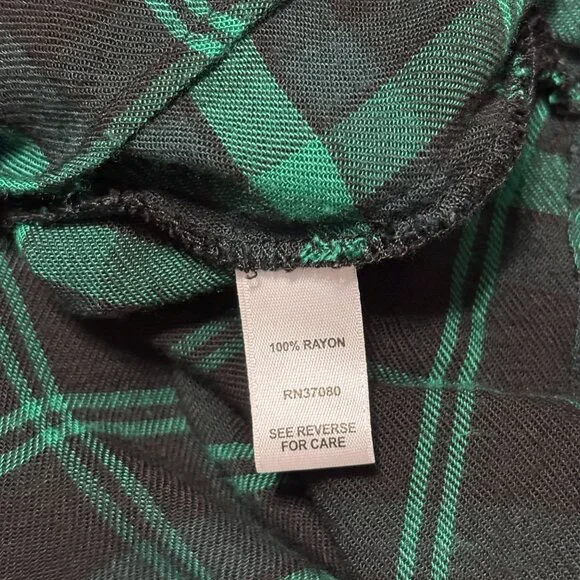 100% RAYON
RN37080
SEE REVERSE
FOR CARE